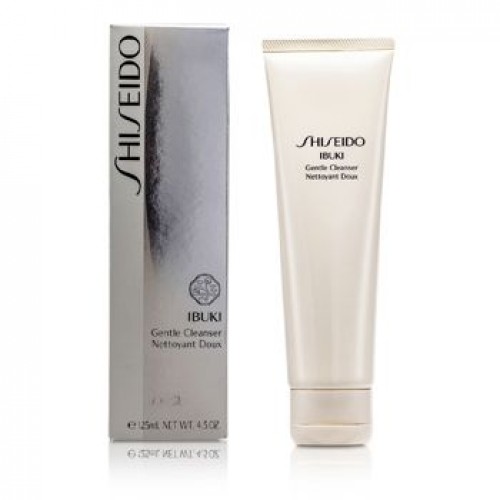 SHISEIDO
IBUKI
Gentle Cleanser
Nettoyant Doux
e 125mL NET WT. 4.5 OZ.
SHISEIDO
IBUKI
Gentle Cleanser
Nettoyant Doux